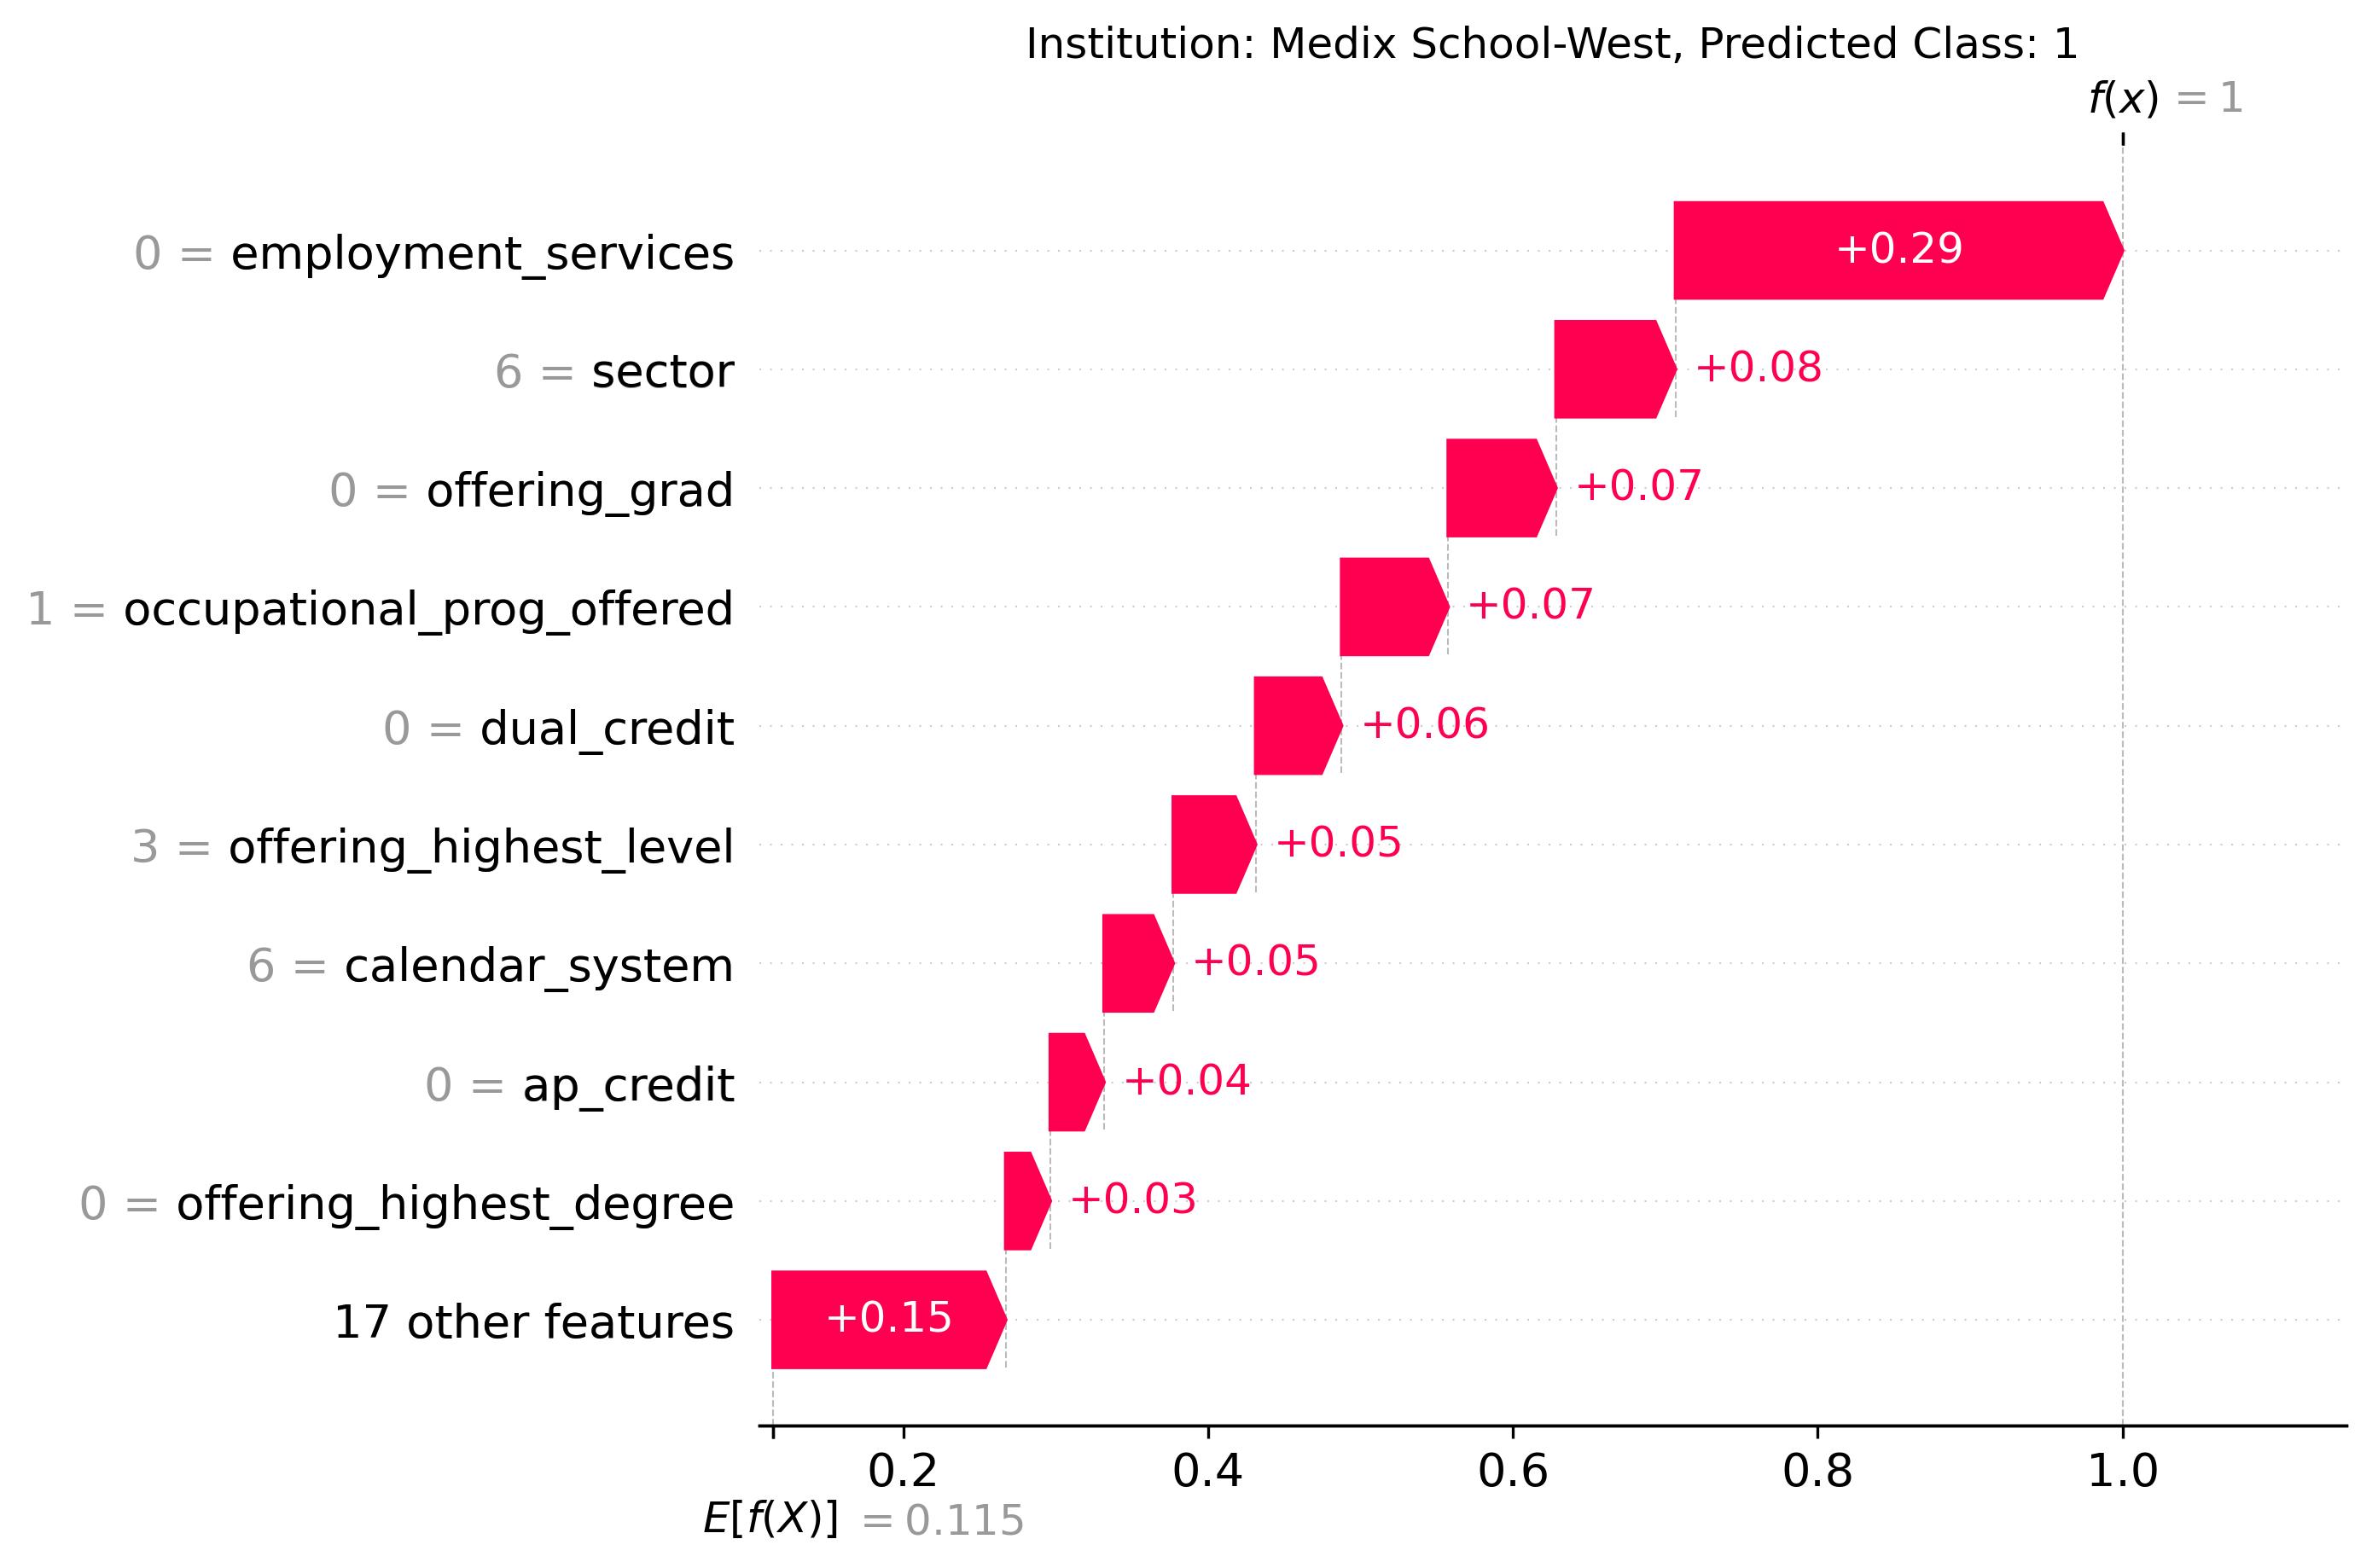 Institution: Medix School-West, Predicted Class: 1
f(x) = 1
0 = employment_services +0.29
6 = sector +0.08
0 = offering_grad +0.07
1 = occupational_prog_offered +0.07
0 = dual_credit +0.06
3 = offering_highest_level +0.05
6 = calendar_system +0.05
0 = ap_credit +0.04
0 = offering_highest_degree +0.03
17 other features +0.15
0.2 0.4 0.6 0.8 1.0
E[f(X)] = 0.115